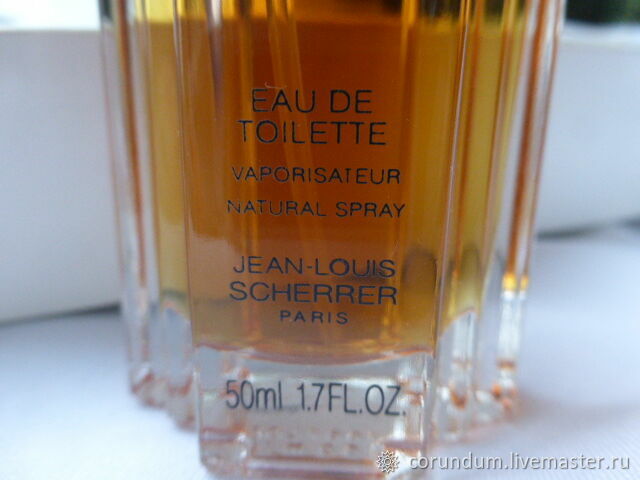 EAU DE
TOILETTE
VAPORISATEUR
NATURAL SPRAY
JEAN-LOUIS
SCHERRER
PARIS
50ml 1.7FL.OZ.
corundum.livemaster.ru